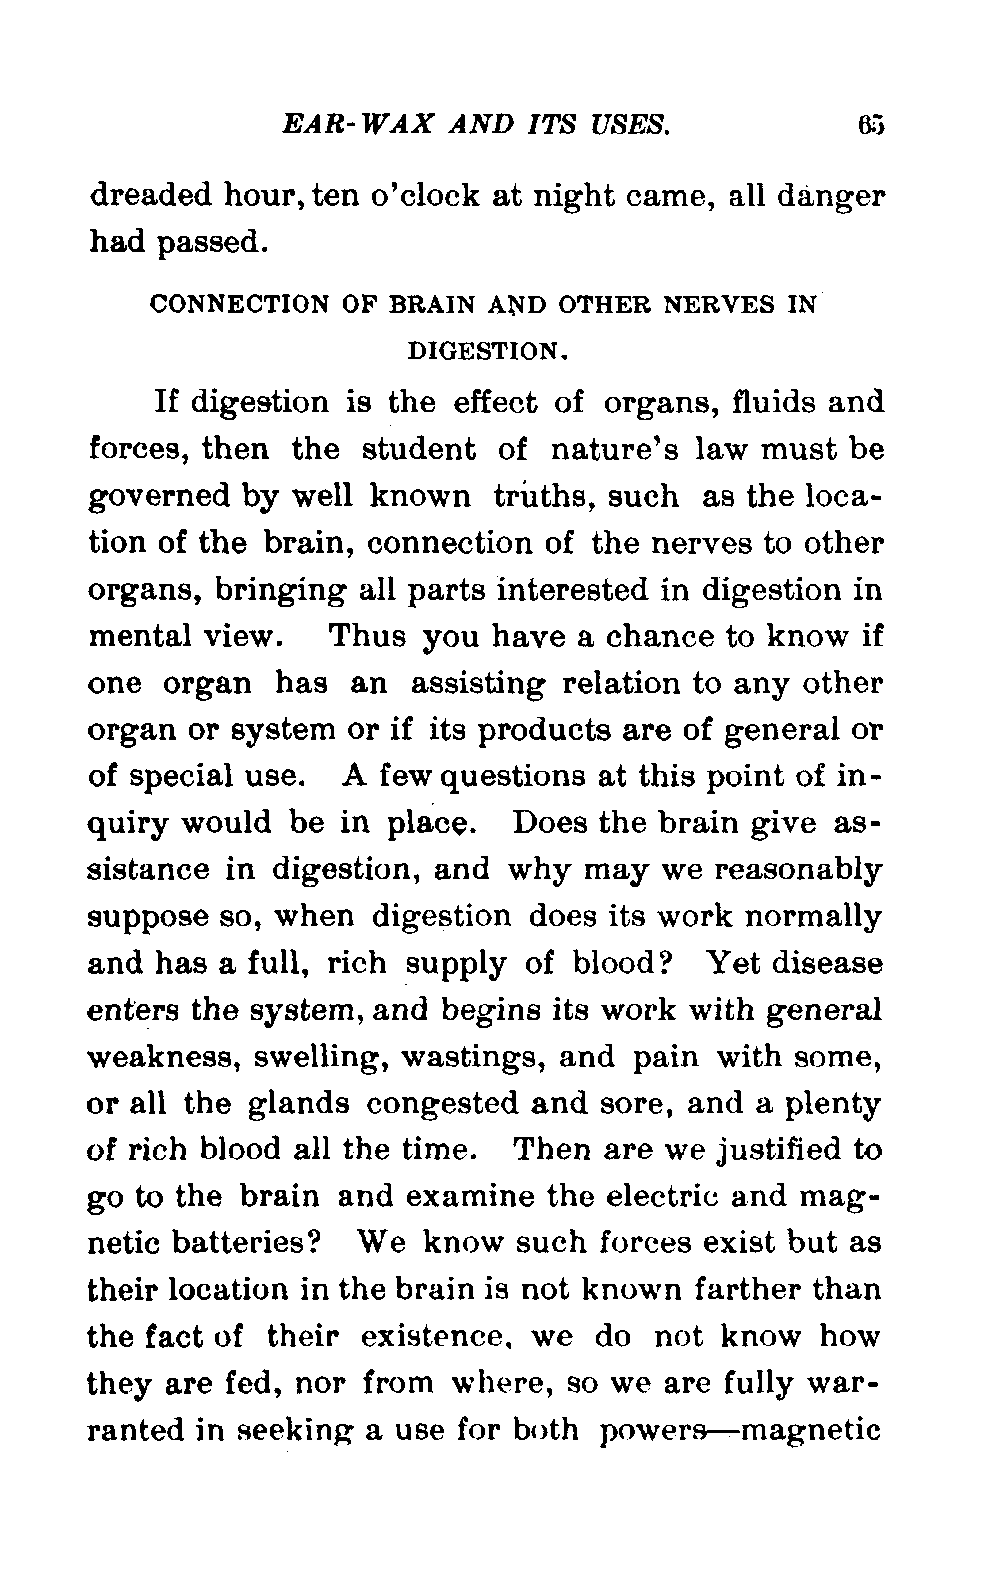 EAR-WAX AND ITS USES. 65
dreaded hour, ten o'clock at night came, all danger
had passed.
CONNECTION OF BRAIN AND OTHER NERVES IN
DIGESTION.
If digestion is the effect of organs, fluids and
forces, then the student of nature's law must be
governed by well known truths, such as the loca-
tion of the brain, connection of the nerves to other
organs, bringing all parts interested in digestion in
mental view. Thus you have a chance to know if
one organ has an assisting relation to any other
organ or system or if its products are of general or
of special use. A few questions at this point of in-
quiry would be in place. Does the brain give as-
sistance in digestion, and why may we reasonably
suppose so, when digestion does its work normally
and has a full, rich supply of blood? Yet disease
enters the system, and begins its work with general
weakness, swelling, wastings, and pain with some,
or all the glands congested and sore, and a plenty
of rich blood all the time. Then are we justified to
go to the brain and examine the electric and mag-
netic batteries? We know such forces exist but as
their location in the brain is not known farther than
the fact of their existence, we do not know how
they are fed, nor from where, so we are fully war-
ranted in seeking a use for both powers—magnetic